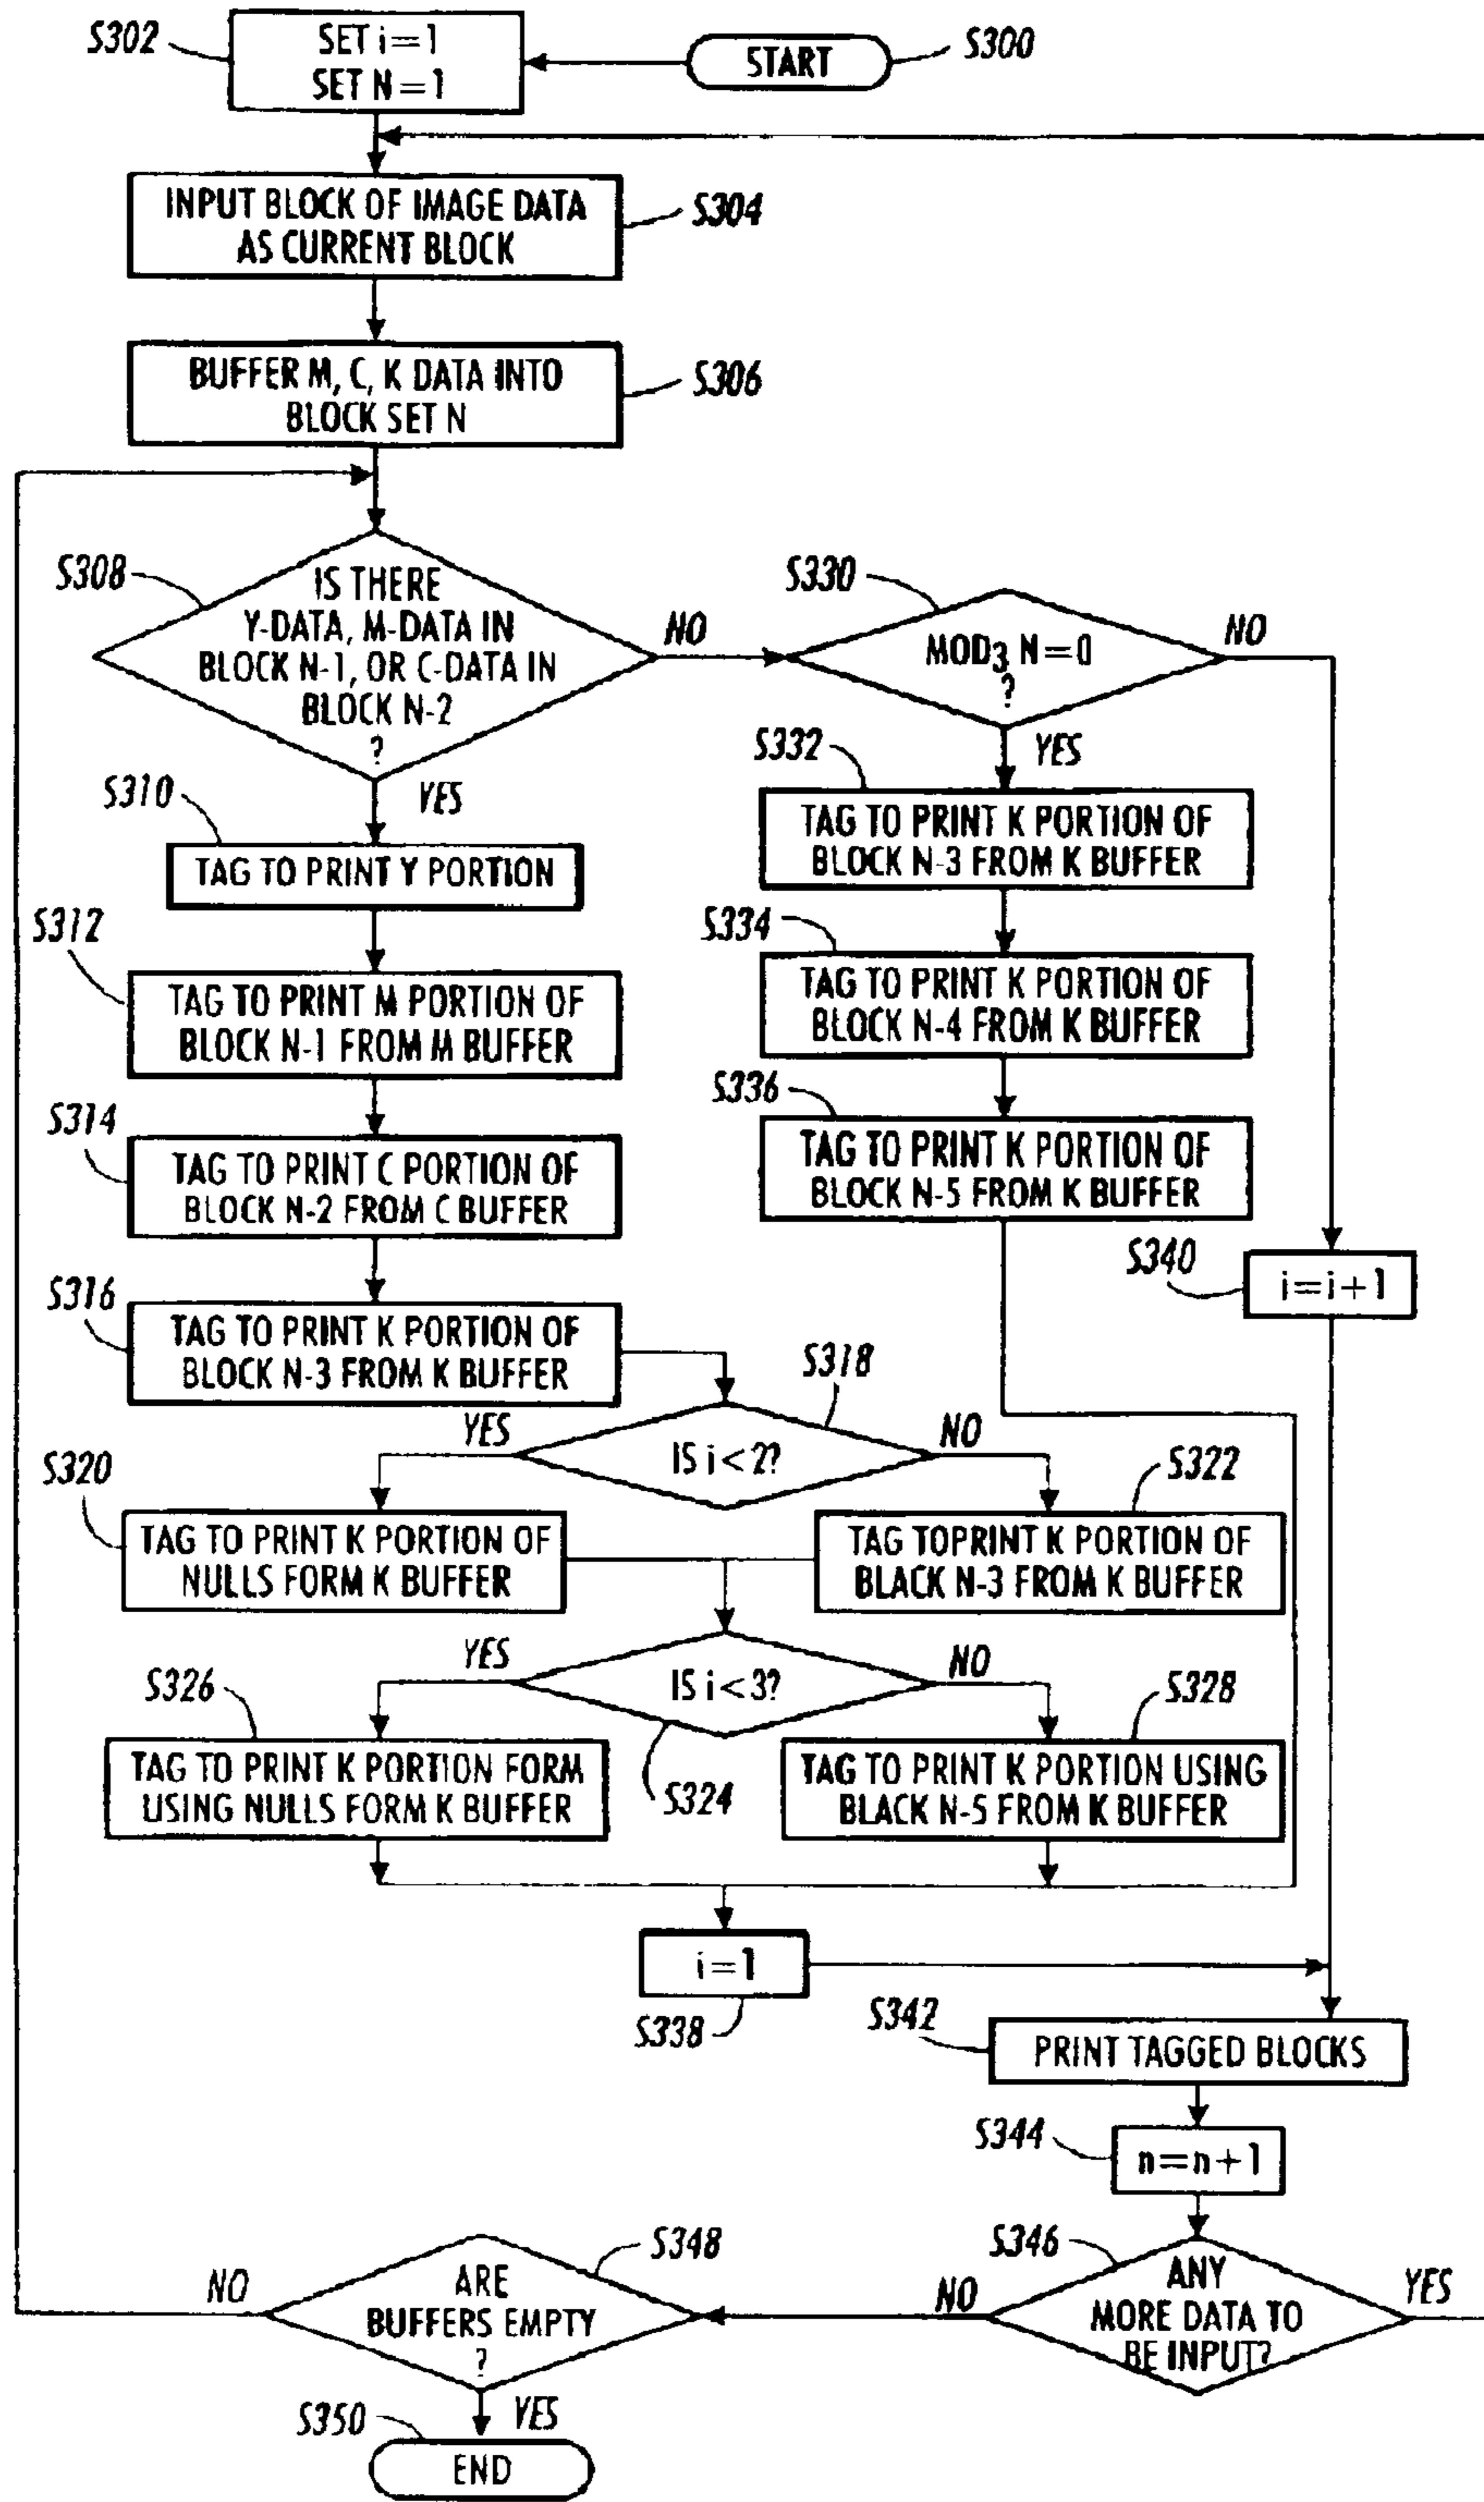 S302
SET i=1
SET N=1
START
S300
INPUT BLOCK OF IMAGE DATA
AS CURRENT BLOCK
S304
BUFFER M, C, K DATA INTO
BLOCK SET N
S306
S308
IS THERE
Y-DATA, M-DATA IN
BLOCK N-1, OR C-DATA IN
BLOCK N-2
?
NO
YES
S330
MOD3 N=0
?
NO
YES
S310
TAG TO PRINT Y PORTION
S332
TAG TO PRINT K PORTION OF
BLOCK N-3 FROM K BUFFER
S312
TAG TO PRINT M PORTION OF
BLOCK N-1 FROM M BUFFER
S334
TAG TO PRINT K PORTION OF
BLOCK N-4 FROM K BUFFER
S314
TAG TO PRINT C PORTION OF
BLOCK N-2 FROM C BUFFER
S336
TAG TO PRINT K PORTION OF
BLOCK N-5 FROM K BUFFER
S340
i=i+1
S316
TAG TO PRINT K PORTION OF
BLOCK N-3 FROM K BUFFER
S318
IS i<2?
YES
NO
S320
TAG TO PRINT K PORTION OF
NULLS FORM K BUFFER
S322
TAG TOPRINT K PORTION OF
BLACK N-3 FROM K BUFFER
IS i<3?
YES
NO
S324
S326
TAG TO PRINT K PORTION FORM
USING NULLS FORM K BUFFER
S328
TAG TO PRINT K PORTION USING
BLACK N-5 FROM K BUFFER
i=1
S338
S342
PRINT TAGGED BLOCKS
S344
n=n+1
S346
ANY
MORE DATA TO
BE INPUT?
YES
NO
S348
ARE
BUFFERS EMPTY
?
NO
YES
S350
END